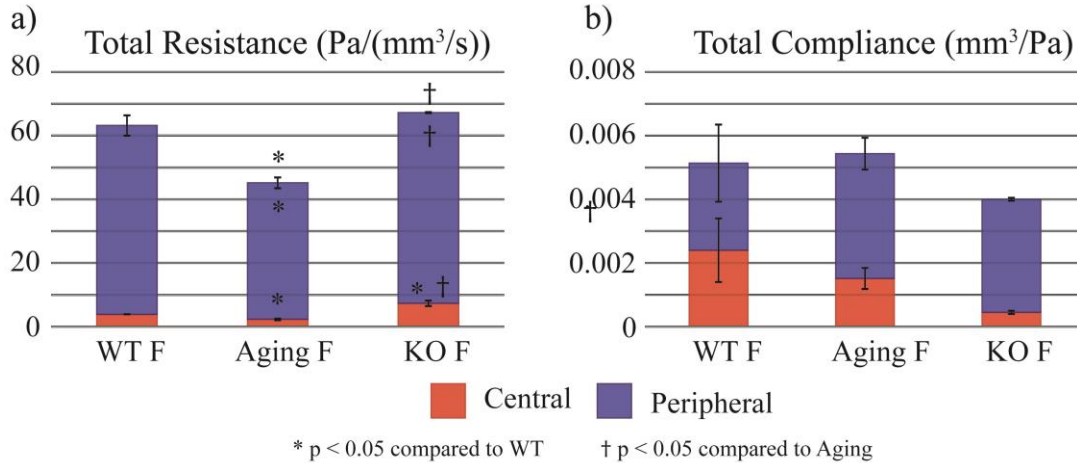 a)
Total Resistance (Pa/(mm³/s))
80
60
40
20
0
†
†
*
*
*
* †
WT F
Aging F
KO F
b)
Total Compliance (mm³/Pa)
0.008
0.006
0.004
0.002
0
†
WT F
Aging F
KO F
Central
Peripheral
* p < 0.05 compared to WT
† p < 0.05 compared to Aging